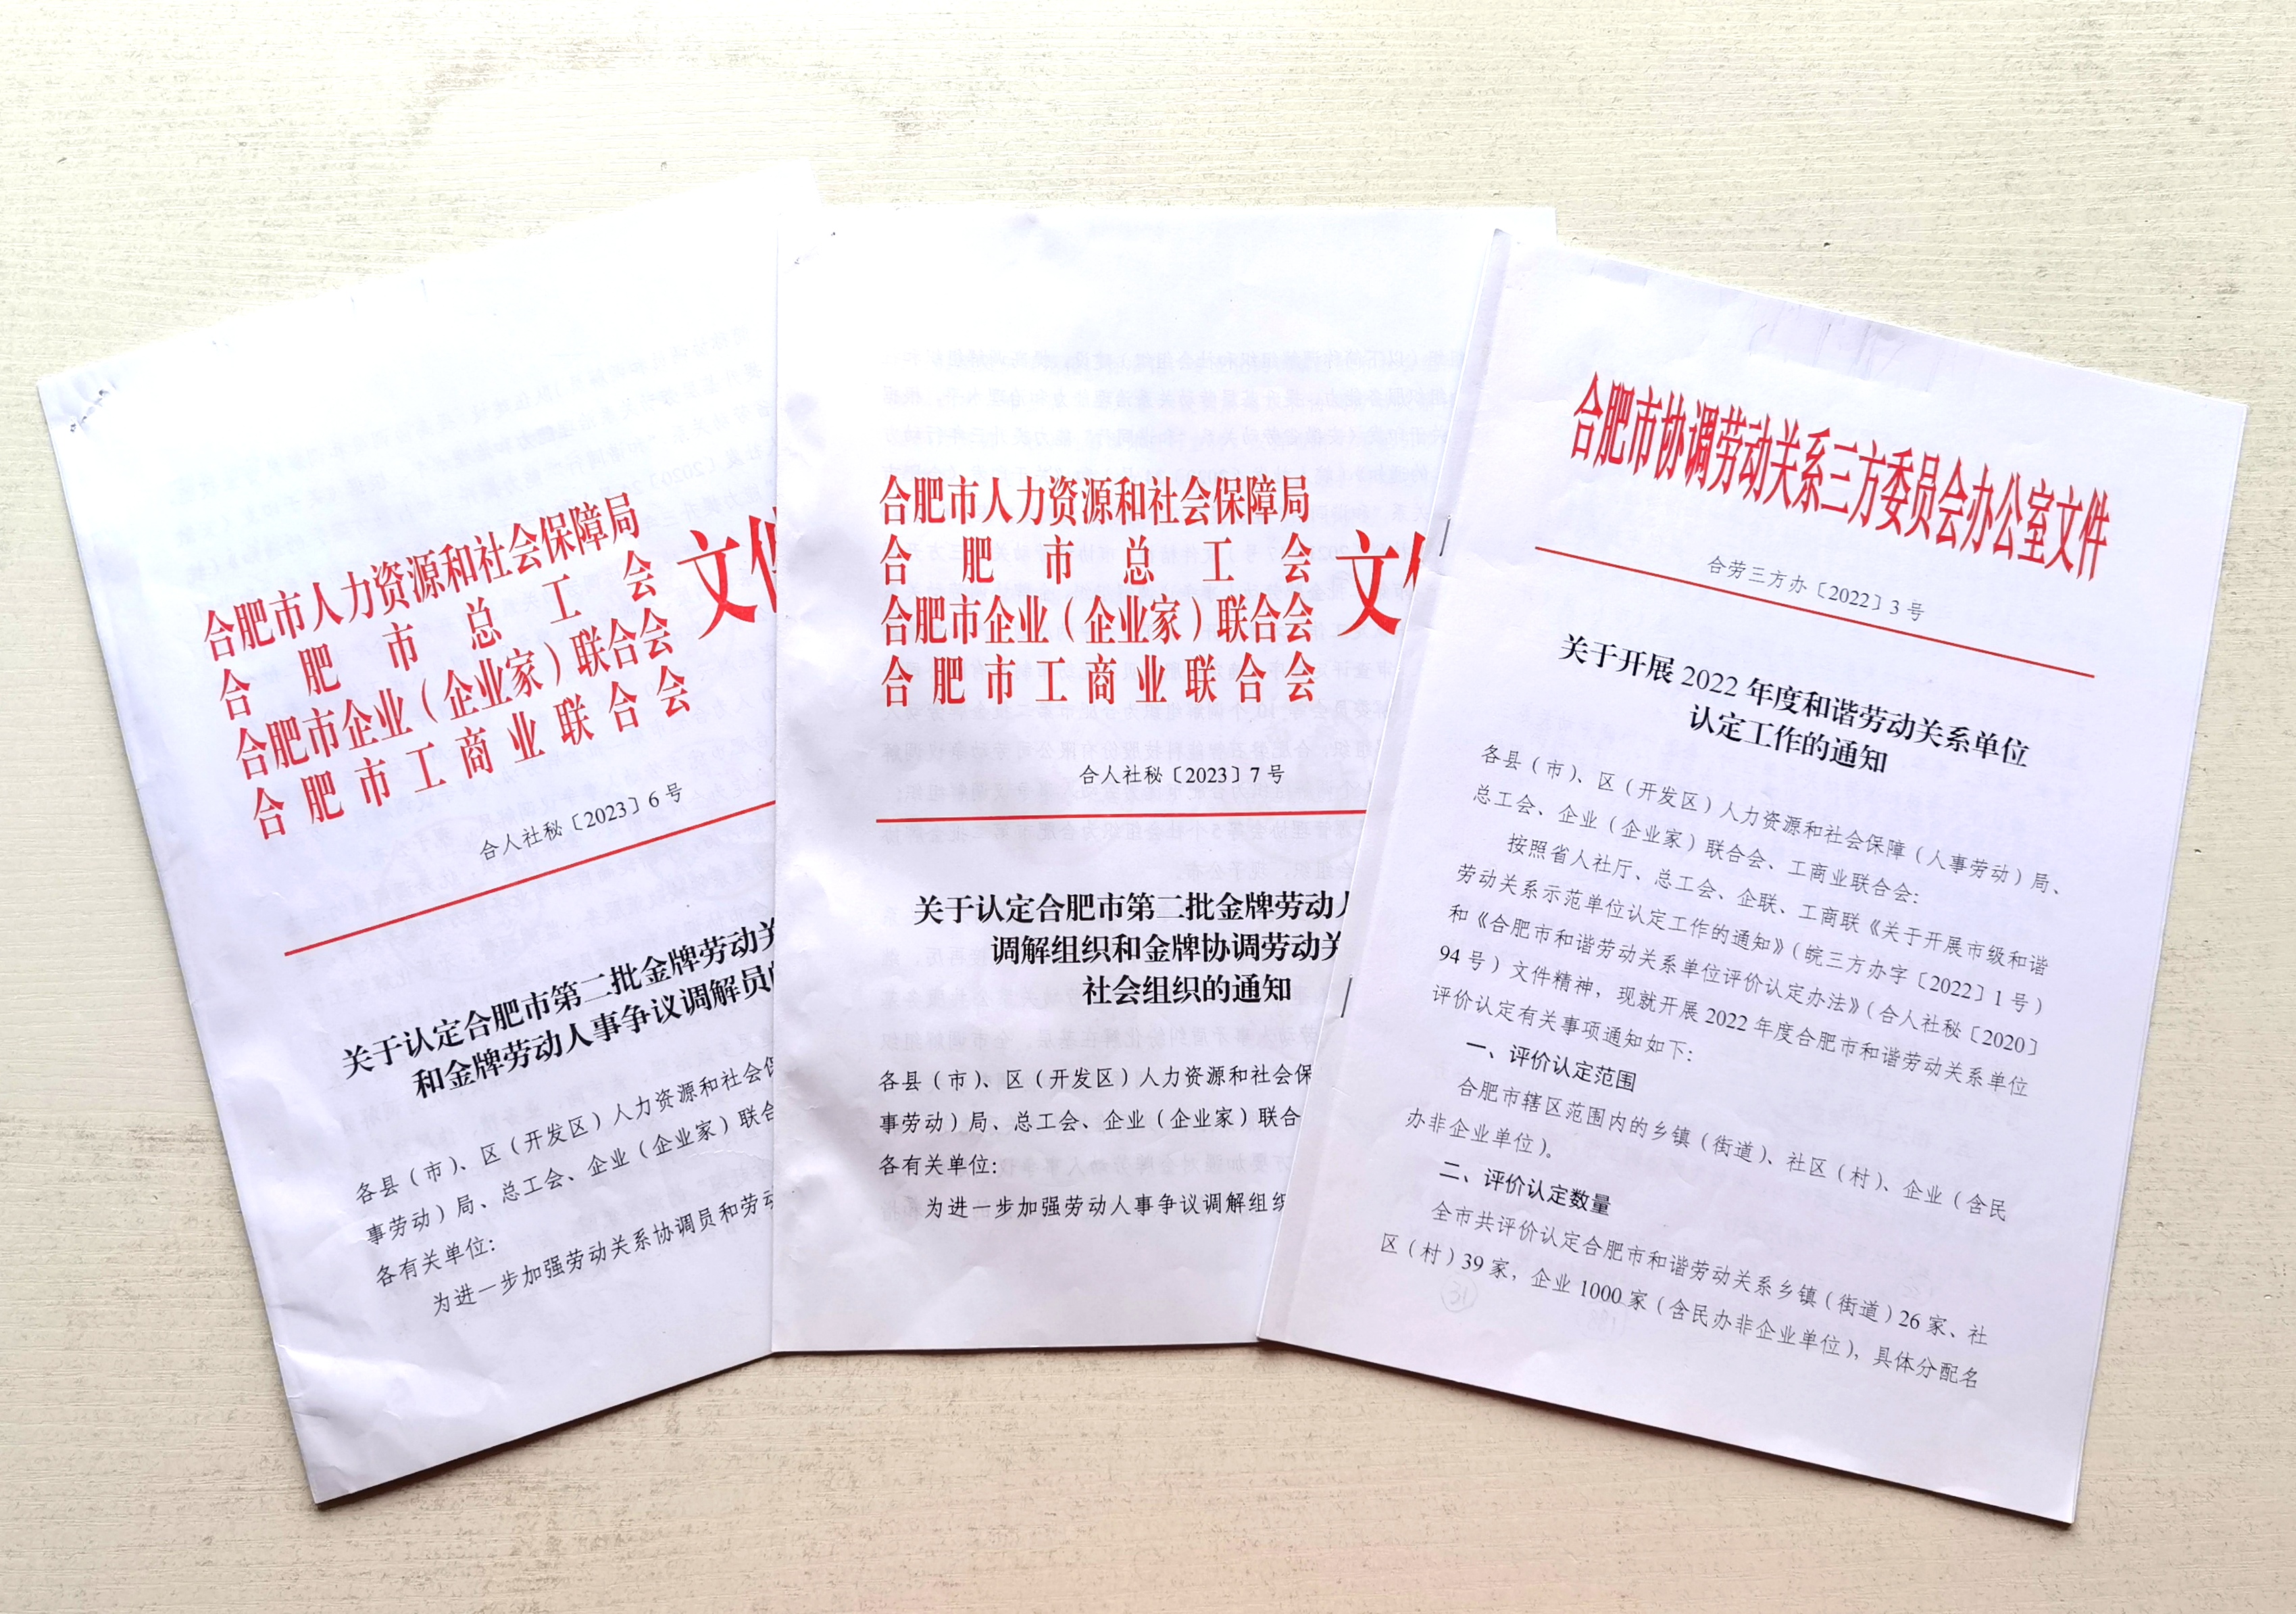 合肥市人力资源和社会保障局
合肥市总工会
合肥市企业（企业家）联合会
合肥市工商业联合会
文件
合人社秘〔2023〕6号
关于认定合肥市第二批金牌劳动关
和金牌劳动人事争议调解员的
各县（市）、区（开发区）人力资源和社会保
事劳动）局、总工会、企业（企业家）联合
各有关单位：
为进一步加强劳动关系协调员和劳动
合肥市人力资源和社会保障局
合肥市总工会
合肥市企业（企业家）联合会
合肥市工商业联合会
文件
合人社秘〔2023〕7号
关于认定合肥市第二批金牌劳动人
调解组织和金牌协调劳动关
社会组织的通知
各县（市）、区（开发区）人力资源和社会保
事劳动）局、总工会、企业（企业家）联合
各有关单位：
为进一步加强劳动人事争议调解组织
合肥市协调劳动关系三方委员会办公室文件
合劳三方办〔2022〕3号
关于开展2022年度和谐劳动关系单位
认定工作的通知
各县（市）、区（开发区）人力资源和社会保障（人事劳动）局、
总工会、企业（企业家）联合会、工商业联合会：
按照省人社厅、总工会、企联、工商联《关于开展市级和谐
劳动关系示范单位认定工作的通知》（皖三方办字〔2022〕1号）
和《合肥市和谐劳动关系单位评价认定办法》（合人社秘〔2020〕
94号）文件精神，现就开展2022年度合肥市和谐劳动关系单位
评价认定有关事项通知如下：
一、评价认定范围
合肥市辖区范围内的乡镇（街道）、社区（村）、企业（含民
办非企业单位）。
二、评价认定数量
全市共评价认定合肥市和谐劳动关系乡镇（街道）26家、社
区（村）39家，企业1000家（含民办非企业单位），具体分配名
31